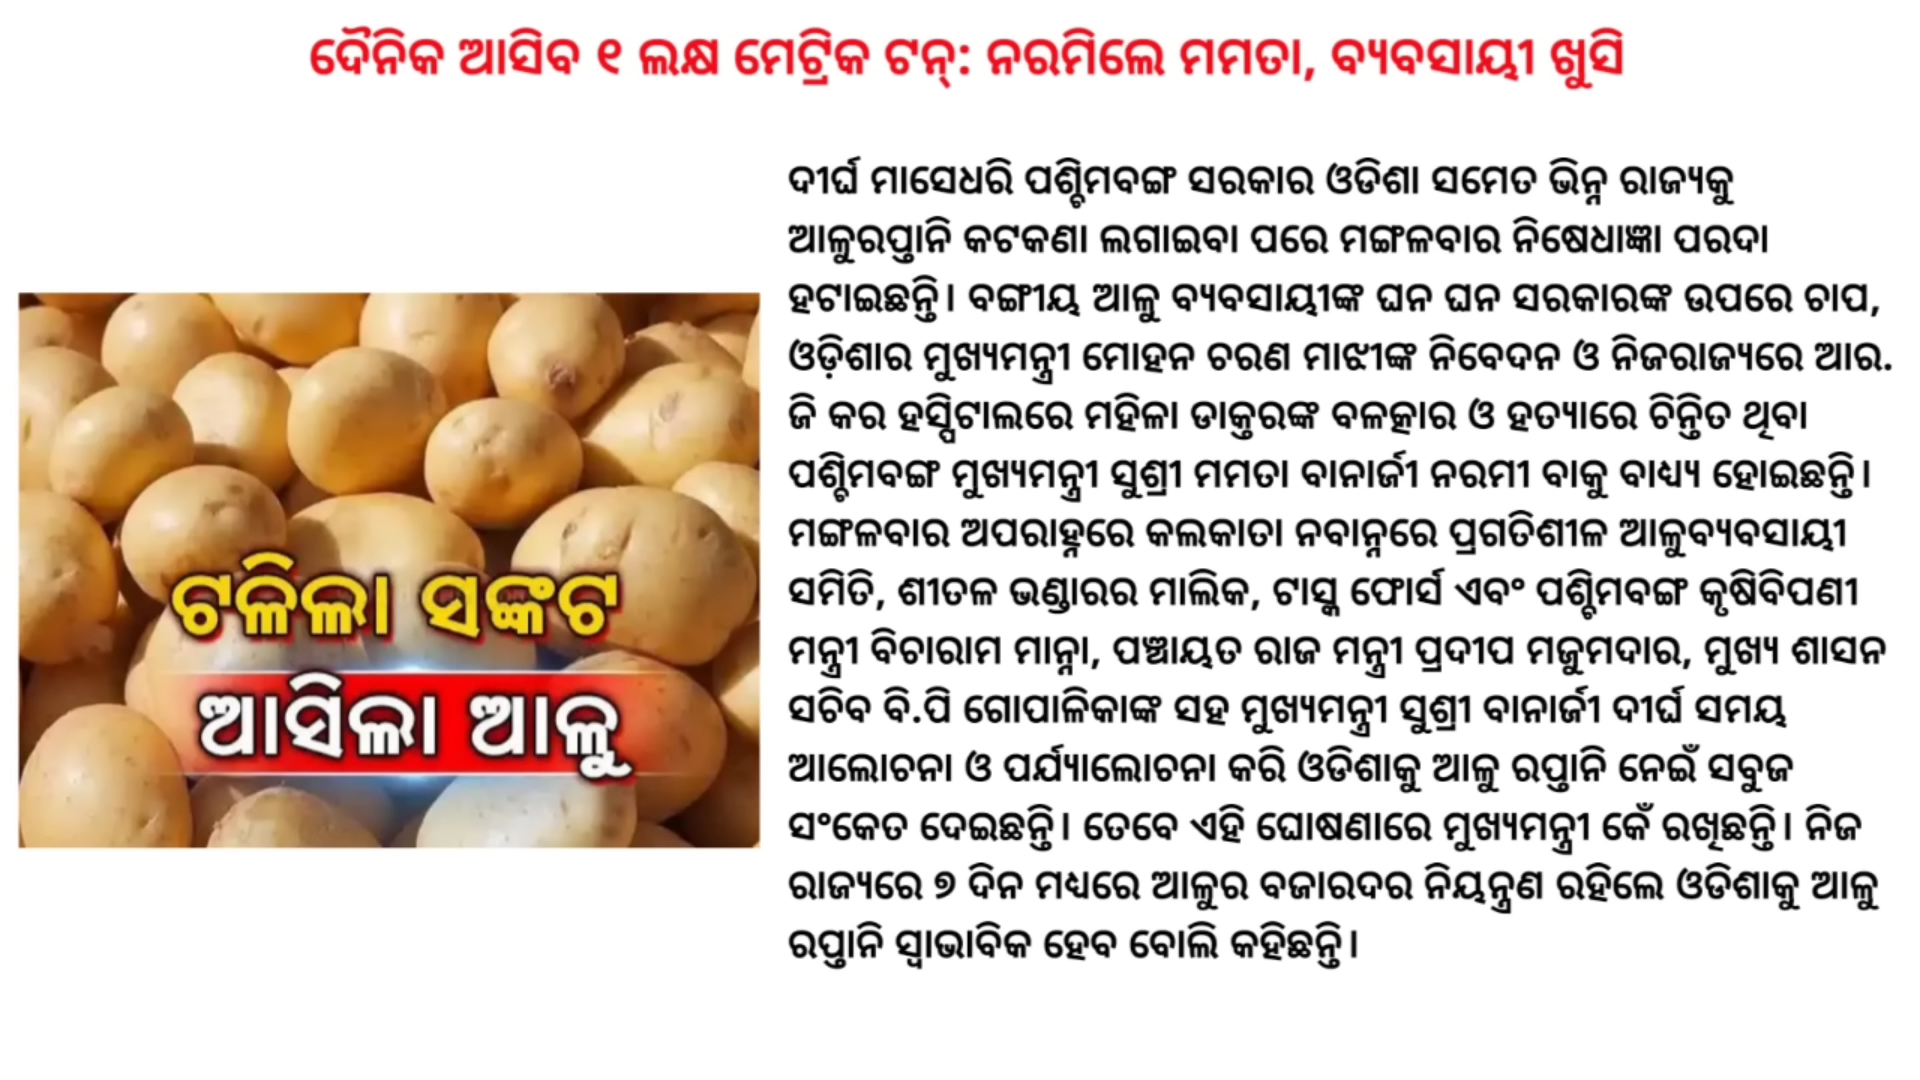 ଦୈନିକ ଆସିବ ୧ ଲକ୍ଷ ମେଟ୍ରିକ ଟନ୍: ନରମିଲେ ମମତା, ବ୍ୟବସାୟୀ ଖୁସି
ଟଳିଲା ସଙ୍କଟ
ଆସିଲା ଆଳୁ
ଦୀର୍ଘ ମାସେଧରି ପଶ୍ଚିମବଙ୍ଗ ସରକାର ଓଡିଶା ସମେତ ଭିନ୍ନ ରାଜ୍ୟକୁ
ଆଳୁରପ୍ତାନି କଟକଣା ଲଗାଇବା ପରେ ମଙ୍ଗଳବାର ନିଷେଧାଜ୍ଞା ପରଦା
ହଟାଇଛନ୍ତି। ବଙ୍ଗୀୟ ଆଳୁ ବ୍ୟବସାୟୀଙ୍କ ଘନ ଘନ ସରକାରଙ୍କ ଉପରେ ଚାପ,
ଓଡ଼ିଶାର ମୁଖ୍ୟମନ୍ତ୍ରୀ ମୋହନ ଚରଣ ମାଝୀଙ୍କ ନିବେଦନ ଓ ନିଜରାଜ୍ୟରେ ଆର.
ଜି କର ହସ୍ପିଟାଲରେ ମହିଳା ଡାକ୍ତରଙ୍କ ବଳତ୍କାର ଓ ହତ୍ୟାରେ ଚିନ୍ତିତ ଥିବା
ପଶ୍ଚିମବଙ୍ଗ ମୁଖ୍ୟମନ୍ତ୍ରୀ ସୁଶ୍ରୀ ମମତା ବାନାର୍ଜୀ ନରମୀ ବାକୁ ବାଧ୍ୟ ହୋଇଛନ୍ତି।
ମଙ୍ଗଳବାର ଅପରାହ୍ନରେ କଲକାତା ନବାନ୍ନରେ ପ୍ରଗତିଶୀଳ ଆଳୁବ୍ୟବସାୟୀ
ସମିତି, ଶୀତଳ ଭଣ୍ଡାରର ମାଲିକ, ଟାସ୍କ ଫୋର୍ସ ଏବଂ ପଶ୍ଚିମବଙ୍ଗ କୃଷିବିପଣୀ
ମନ୍ତ୍ରୀ ବିଚାରାମ ମାନ୍ନା, ପଞ୍ଚାୟତ ରାଜ ମନ୍ତ୍ରୀ ପ୍ରଦୀପ ମଜୁମଦାର, ମୁଖ୍ୟ ଶାସନ
ସଚିବ ବି.ପି ଗୋପାଳିକାଙ୍କ ସହ ମୁଖ୍ୟମନ୍ତ୍ରୀ ସୁଶ୍ରୀ ବାନାର୍ଜୀ ଦୀର୍ଘ ସମୟ
ଆଲୋଚନା ଓ ପର୍ଯ୍ୟାଲୋଚନା କରି ଓଡିଶାକୁ ଆଳୁ ରପ୍ତାନି ନେଇଁ ସବୁଜ
ସଂକେତ ଦେଇଛନ୍ତି। ତେବେ ଏହି ଘୋଷଣାରେ ମୁଖ୍ୟମନ୍ତ୍ରୀ କେଁ ରଖିଛନ୍ତି। ନିଜ
ରାଜ୍ୟରେ ୭ ଦିନ ମଧ୍ୟରେ ଆଳୁର ବଜାରଦର ନିୟନ୍ତ୍ରଣ ରହିଲେ ଓଡିଶାକୁ ଆଳୁ
ରପ୍ତାନି ସ୍ୱାଭାବିକ ହେବ ବୋଲି କହିଛନ୍ତି।